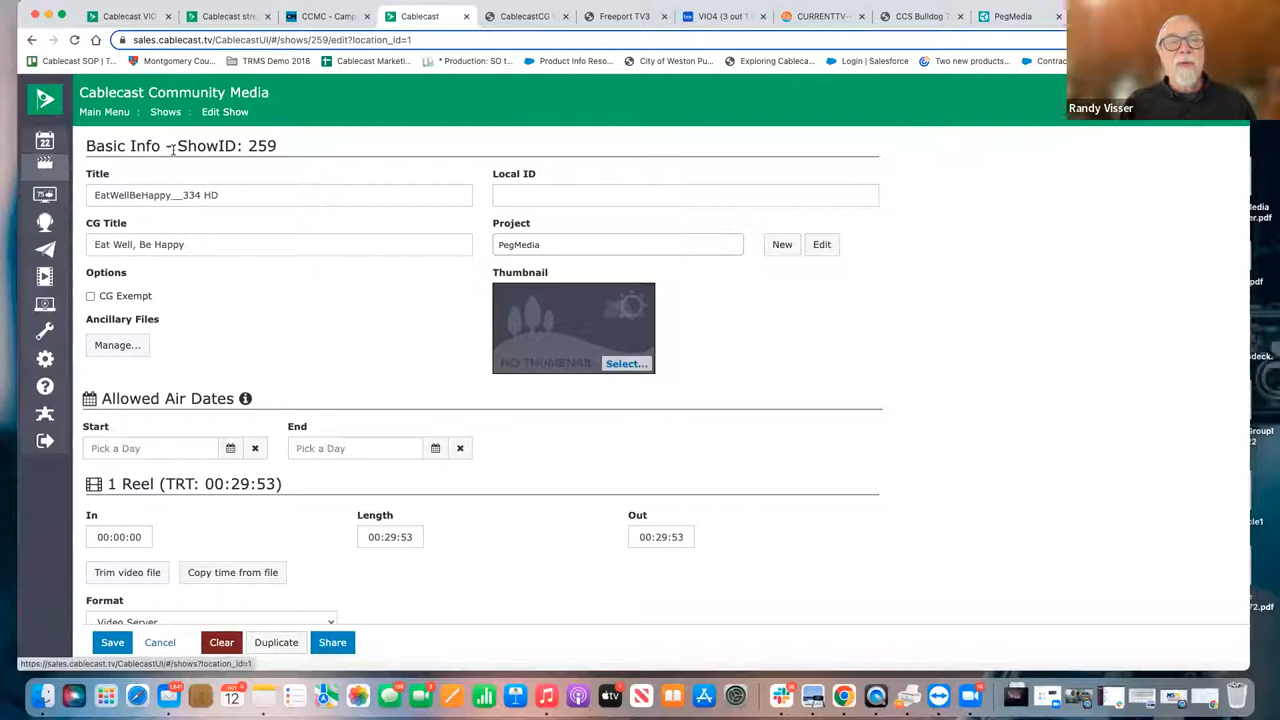 Cablecast VIO
Cablecast stre
CCMC - Camp
Cablecast
CablecastCG
Freeport TV3
VIO4 (3 out 1
CURRENTTV-
CCS Bulldog T
PegMedia
sales.cablecast.tv/CablecastUI/#/shows/259/edit?location_id=1
Cablecast SOP | T...
Montgomery Cou...
TRMS Demo 2018
Cablecast Marketi...
* Production: SO t...
Product Info Reso...
City of Weston Pu...
Exploring Cableca...
Login | Salesforce
Two new products...
Contrac
Randy Visser
Cablecast Community Media
Main Menu : Shows : Edit Show
Basic Info - ShowID: 259
Title
Local ID
EatWellBeHappy__334 HD
CG Title
Project
Eat Well, Be Happy
PegMedia
New
Edit
Options
Thumbnail
CG Exempt
Ancillary Files
Manage...
NO THUMBNAIL
Select...
Allowed Air Dates
Start
End
Pick a Day
Pick a Day
1 Reel (TRT: 00:29:53)
In
Length
Out
00:00:00
00:29:53
00:29:53
Trim video file
Copy time from file
Format
Video Server
Save
Cancel
Clear
Duplicate
Share
https://sales.cablecast.tv/CablecastUI/#/shows?location_id=1